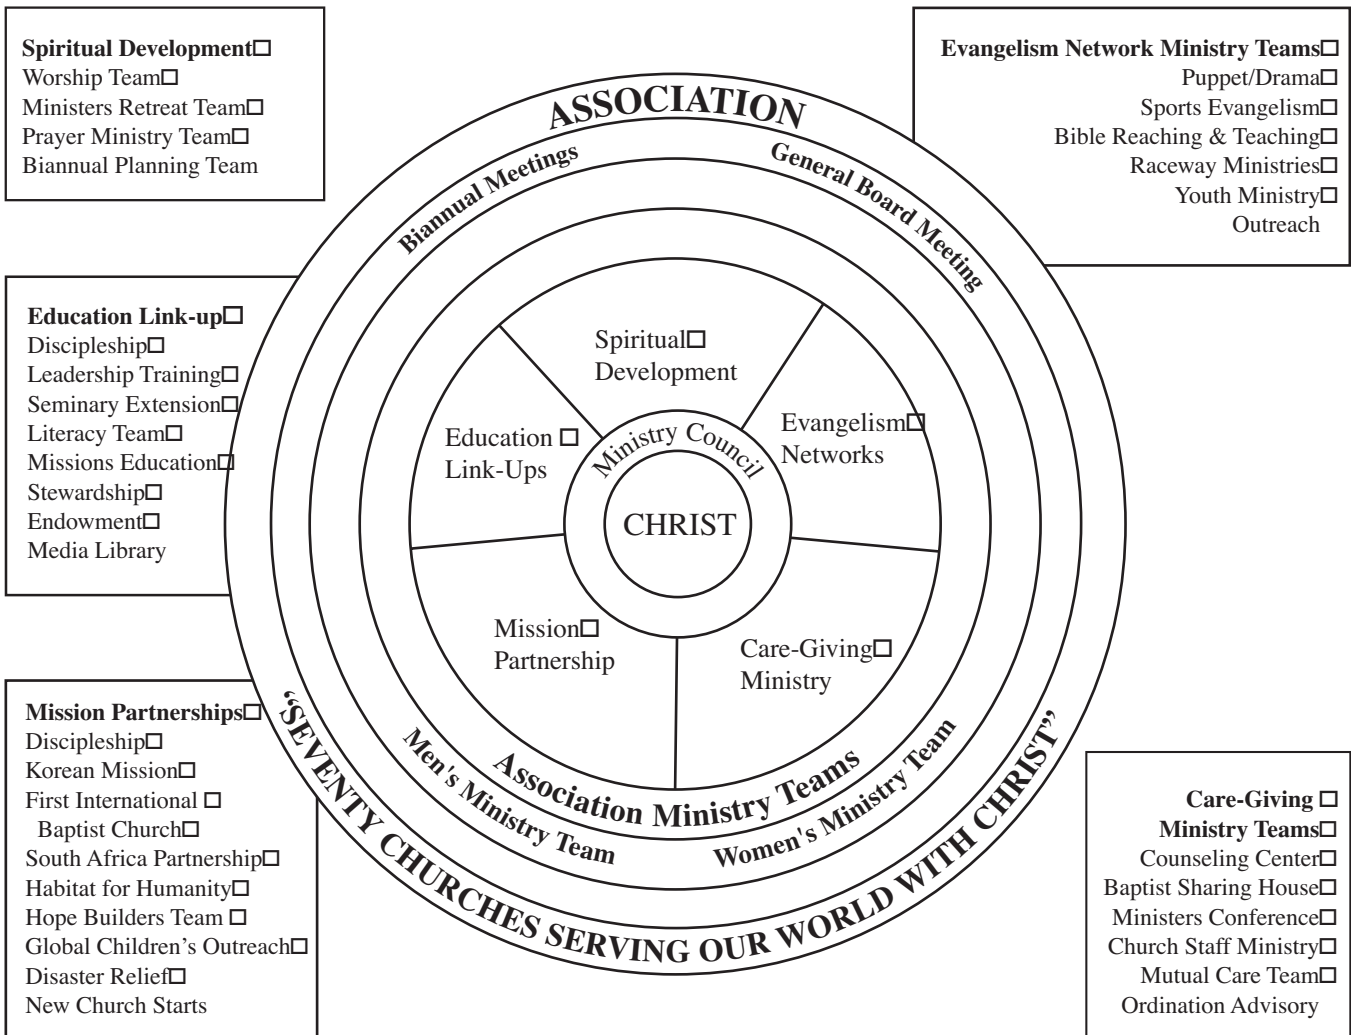 Spiritual Development□
Worship Team□
Ministers Retreat Team□
Prayer Ministry Team□
Biannual Planning Team
Evangelism Network Ministry Teams□
Puppet/Drama□
Sports Evangelism□
Bible Reaching & Teaching□
Raceway Ministries□
Youth Ministry□
Outreach
ASSOCIATION
Biannual Meetings
General Board Meeting
Education Link-up□
Discipleship□
Leadership Training□
Seminary Extension□
Literacy Team□
Missions Education□
Stewardship□
Endowment□
Media Library
Spiritual□
Development
Education □
Link-Ups
Evangelism□
Networks
Ministry Council
CHRIST
Mission□
Partnership
Care-Giving□
Ministry
Association Ministry Teams
Men's Ministry Team
Women's Ministry Team
“SEVENTY CHURCHES SERVING OUR WORLD WITH CHRIST”
Mission Partnerships□
Discipleship□
Korean Mission□
First International □
Baptist Church□
South Africa Partnership□
Habitat for Humanity□
Hope Builders Team □
Global Children’s Outreach□
Disaster Relief□
New Church Starts
Care-Giving □
Ministry Teams□
Counseling Center□
Baptist Sharing House□
Ministers Conference□
Church Staff Ministry□
Mutual Care Team□
Ordination Advisory